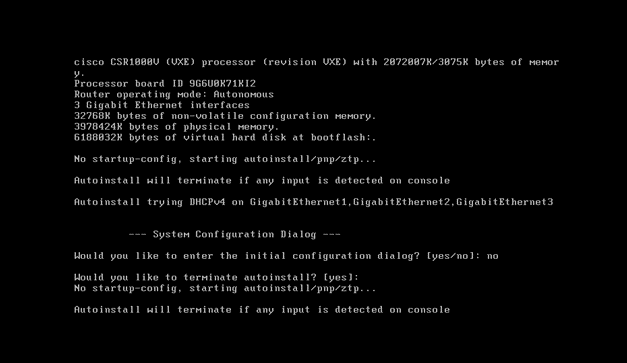 cisco CSR1000V (VXE) processor (revision VXE) with 2072007K/3075K bytes of memor
y.
Processor board ID 9G6U0K71KI2
Router operating mode: Autonomous
3 Gigabit Ethernet interfaces
32768K bytes of non-volatile configuration memory.
3978424K bytes of physical memory.
6188032K bytes of virtual hard disk at bootflash:.
No startup-config, starting autoinstall/pnp/ztp...
Autoinstall will terminate if any input is detected on console
Autoinstall trying DHCPv4 on GigabitEthernet1,GigabitEthernet2,GigabitEthernet3
--- System Configuration Dialog ---
Would you like to enter the initial configuration dialog? [yes/no]: no
Would you like to terminate autoinstall? [yes]:
No startup-config, starting autoinstall/pnp/ztp...
Autoinstall will terminate if any input is detected on console